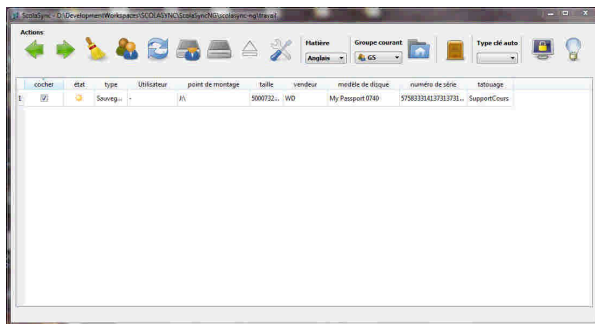 ScolaSync - D:\DevelopmentWorkspaces\SCOLASYNC\ScolaSyncNG\scolasync-ng\travail
Actions
Matière
Groupe courant
Type clé auto
Anglais
G5
cocher état type Utilisateur point de montage taille vendeur modèle de disque numéro de série tatouage
1 Sauveg... - J:\ 5000732... WD My Passport 0740 575833314137313731... SupportCours